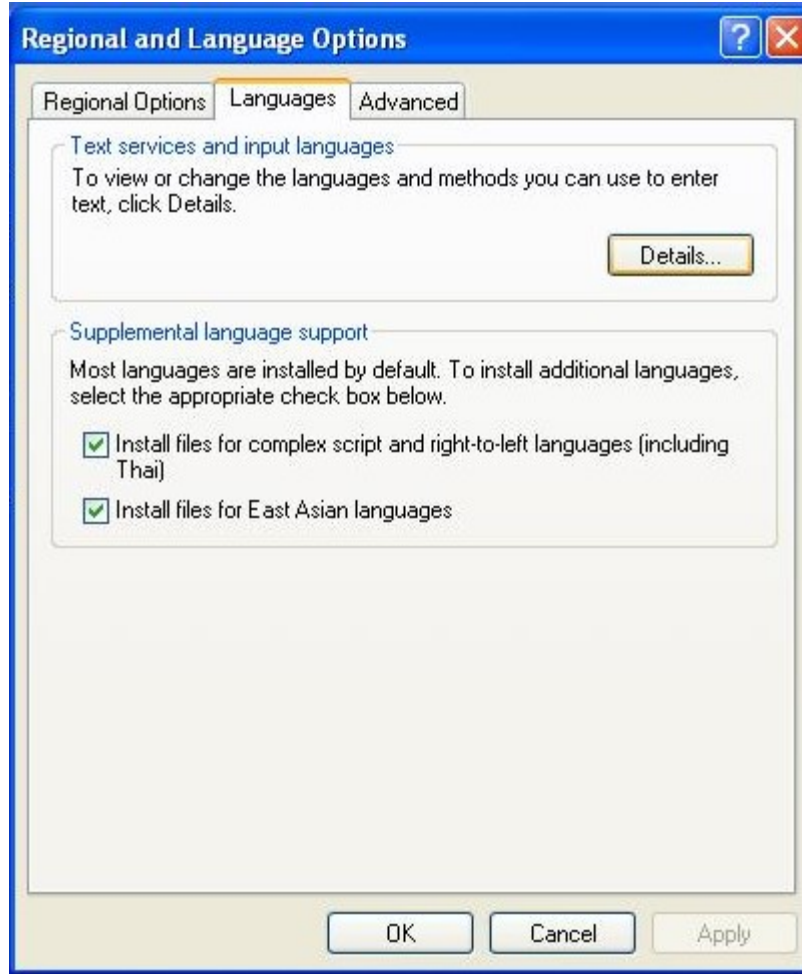 Regional and Language Options
?
Regional Options Languages Advanced
Text services and input languages
To view or change the languages and methods you can use to enter
text, click Details.
Details...
Supplemental language support
Most languages are installed by default. To install additional languages,
select the appropriate check box below.
Install files for complex script and right-to-left languages (including
Thai)
Install files for East Asian languages
OK Cancel Apply